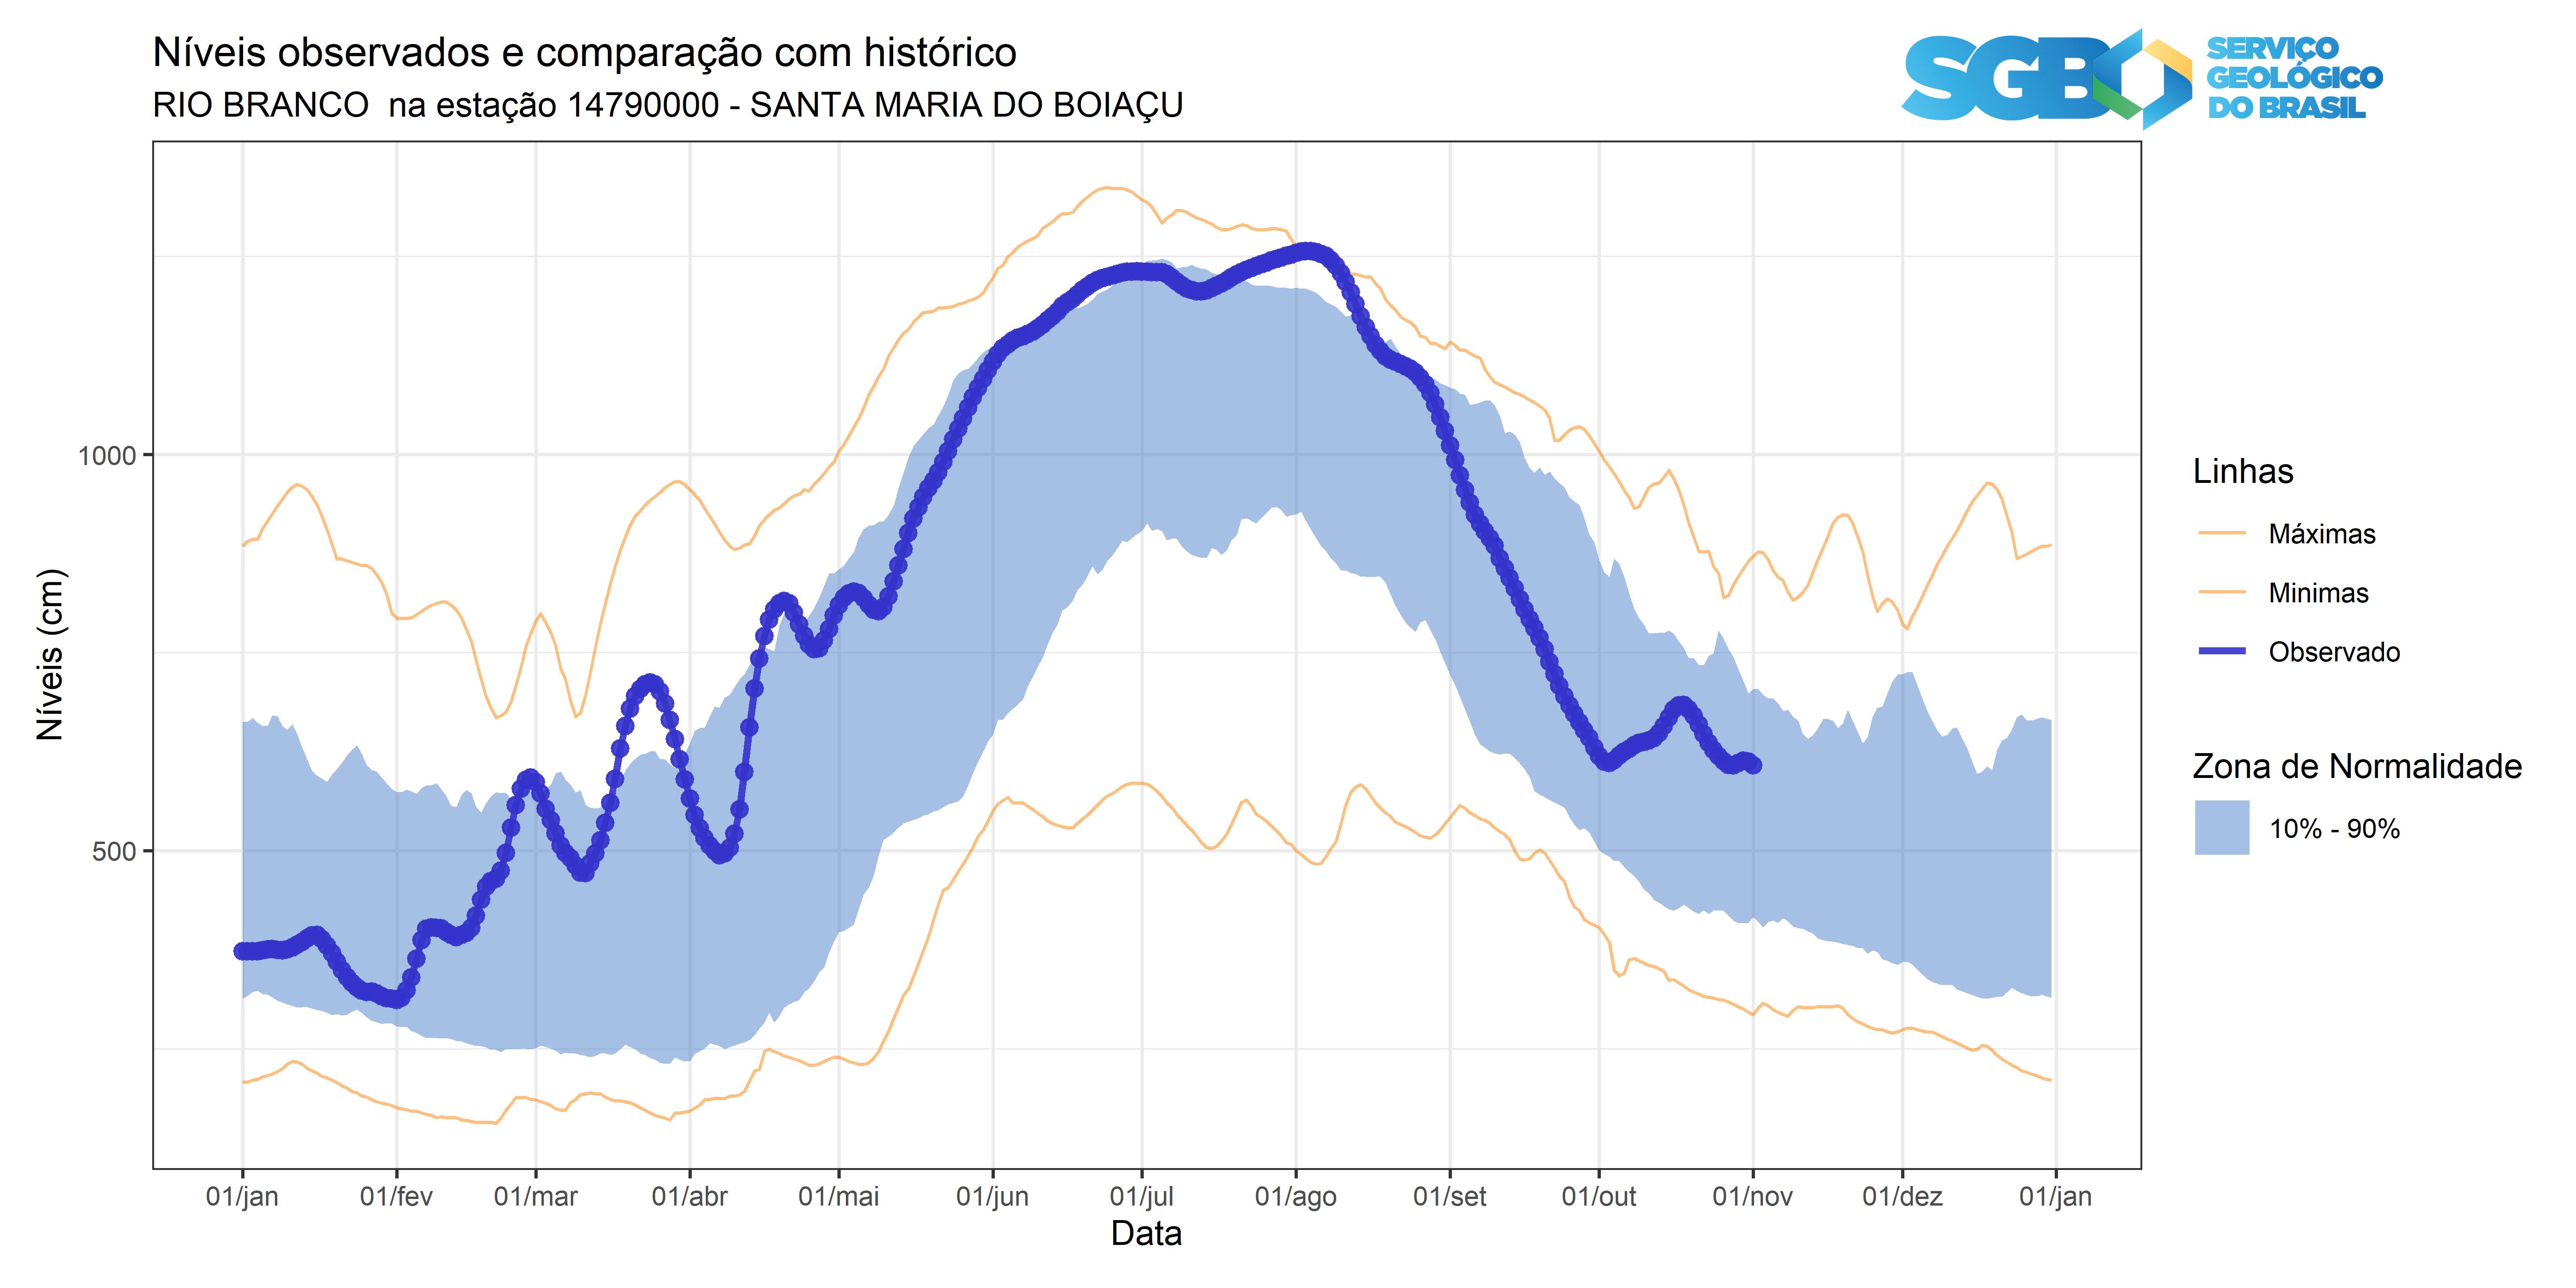 Níveis observados e comparação com histórico
RIO BRANCO  na estação 14790000 - SANTA MARIA DO BOIAÇU
SGB
SERVIÇO
GEOLÓGICO
DO BRASIL
Níveis (cm)
1000
500
01/jan
01/fev
01/mar
01/abr
01/mai
01/jun
01/jul
01/ago
01/set
01/out
01/nov
01/dez
01/jan
Data
Linhas
Máximas
Minimas
Observado
Zona de Normalidade
10% - 90%